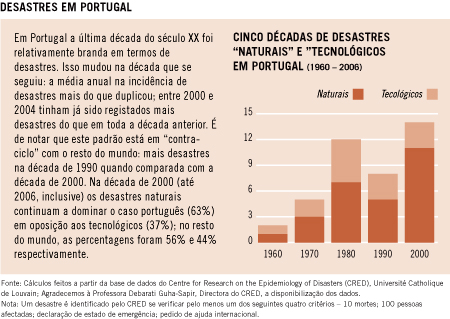 DESASTRES EM PORTUGAL
Em Portugal a última década do século XX foi
relativamente branda em termos de
desastres. Isso mudou na década que se
seguiu: a média anual na incidência de
desastres mais do que duplicou; entre 2000 e
2004 tinham já sido registados mais
desastres do que em toda a década anterior. É
de notar que este padrão está em “contra-
ciclo” com o resto do mundo: mais desastres
na década de 1990 quando comparada com a
década de 2000. Na década de 2000 (até
2006, inclusive) os desastres naturais
continuam a dominar o caso português (63%)
em oposição aos tecnológicos (37%); no resto
do mundo, as percentagens foram 56% e 44%
respectivamente.
CINCO DÉCADAS DE DESASTRES
“NATURAIS” E ”TECNOLÓGICOS
EM PORTUGAL (1960 – 2006)
Naturais Tecológicos
15
12
9
6
3
0
1960 1970 1980 1990 2000
Fonte: Cálculos feitos a partir da base de dados do Centre for Research on the Epidemiology of Disasters (CRED), Université Catholique
de Louvain; Agradecemos à Professora Debarati Guha-Sapir, Directora do CRED, a disponibilização dos dados.
Nota: Um desastre é identificado pelo CRED se verificar pelo menos um dos seguintes quatro critérios – 10 mortes; 100 pessoas
afectadas; declaração de estado de emergência; pedido de ajuda internacional.